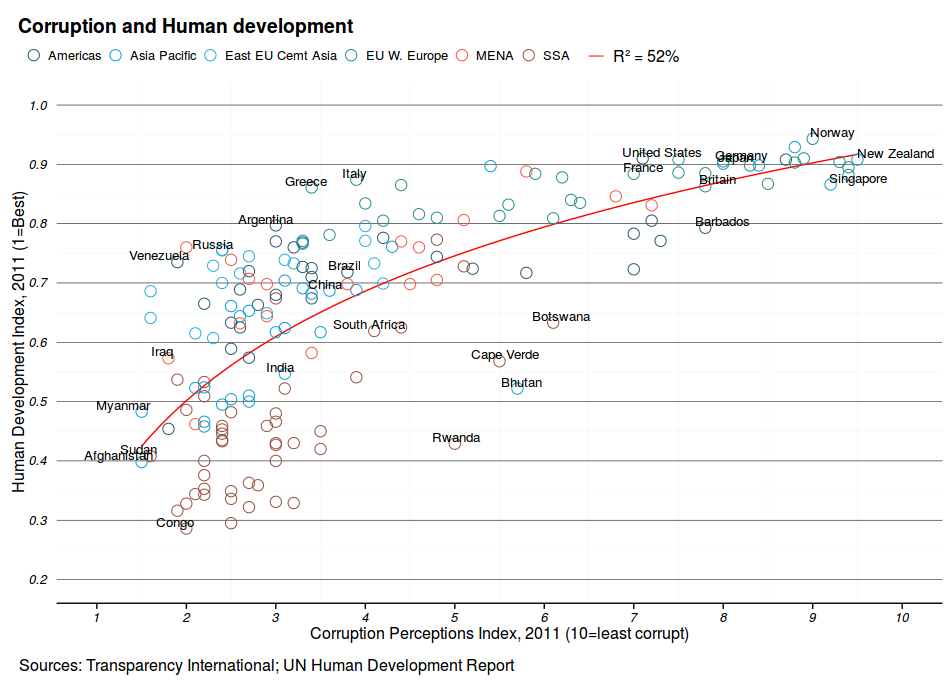 Corruption and Human development
Americas Asia Pacific East EU Cemt Asia EU W. Europe MENA SSA R² = 52%
Human Development Index, 2011 (1=Best)
1.0
0.9
0.8
0.7
0.6
0.5
0.4
0.3
0.2
Norway
United States
Germany
Japan
New Zealand
France
Italy
Greece
Britain
Singapore
Argentina
Barbados
Russia
Venezuela
Brazil
China
Botswana
South Africa
Iraq
Cape Verde
India
Bhutan
Myanmar
Rwanda
Sudan
Afghanistan
Congo
1 2 3 4 5 6 7 8 9 10
Corruption Perceptions Index, 2011 (10=least corrupt)
Sources: Transparency International; UN Human Development Report